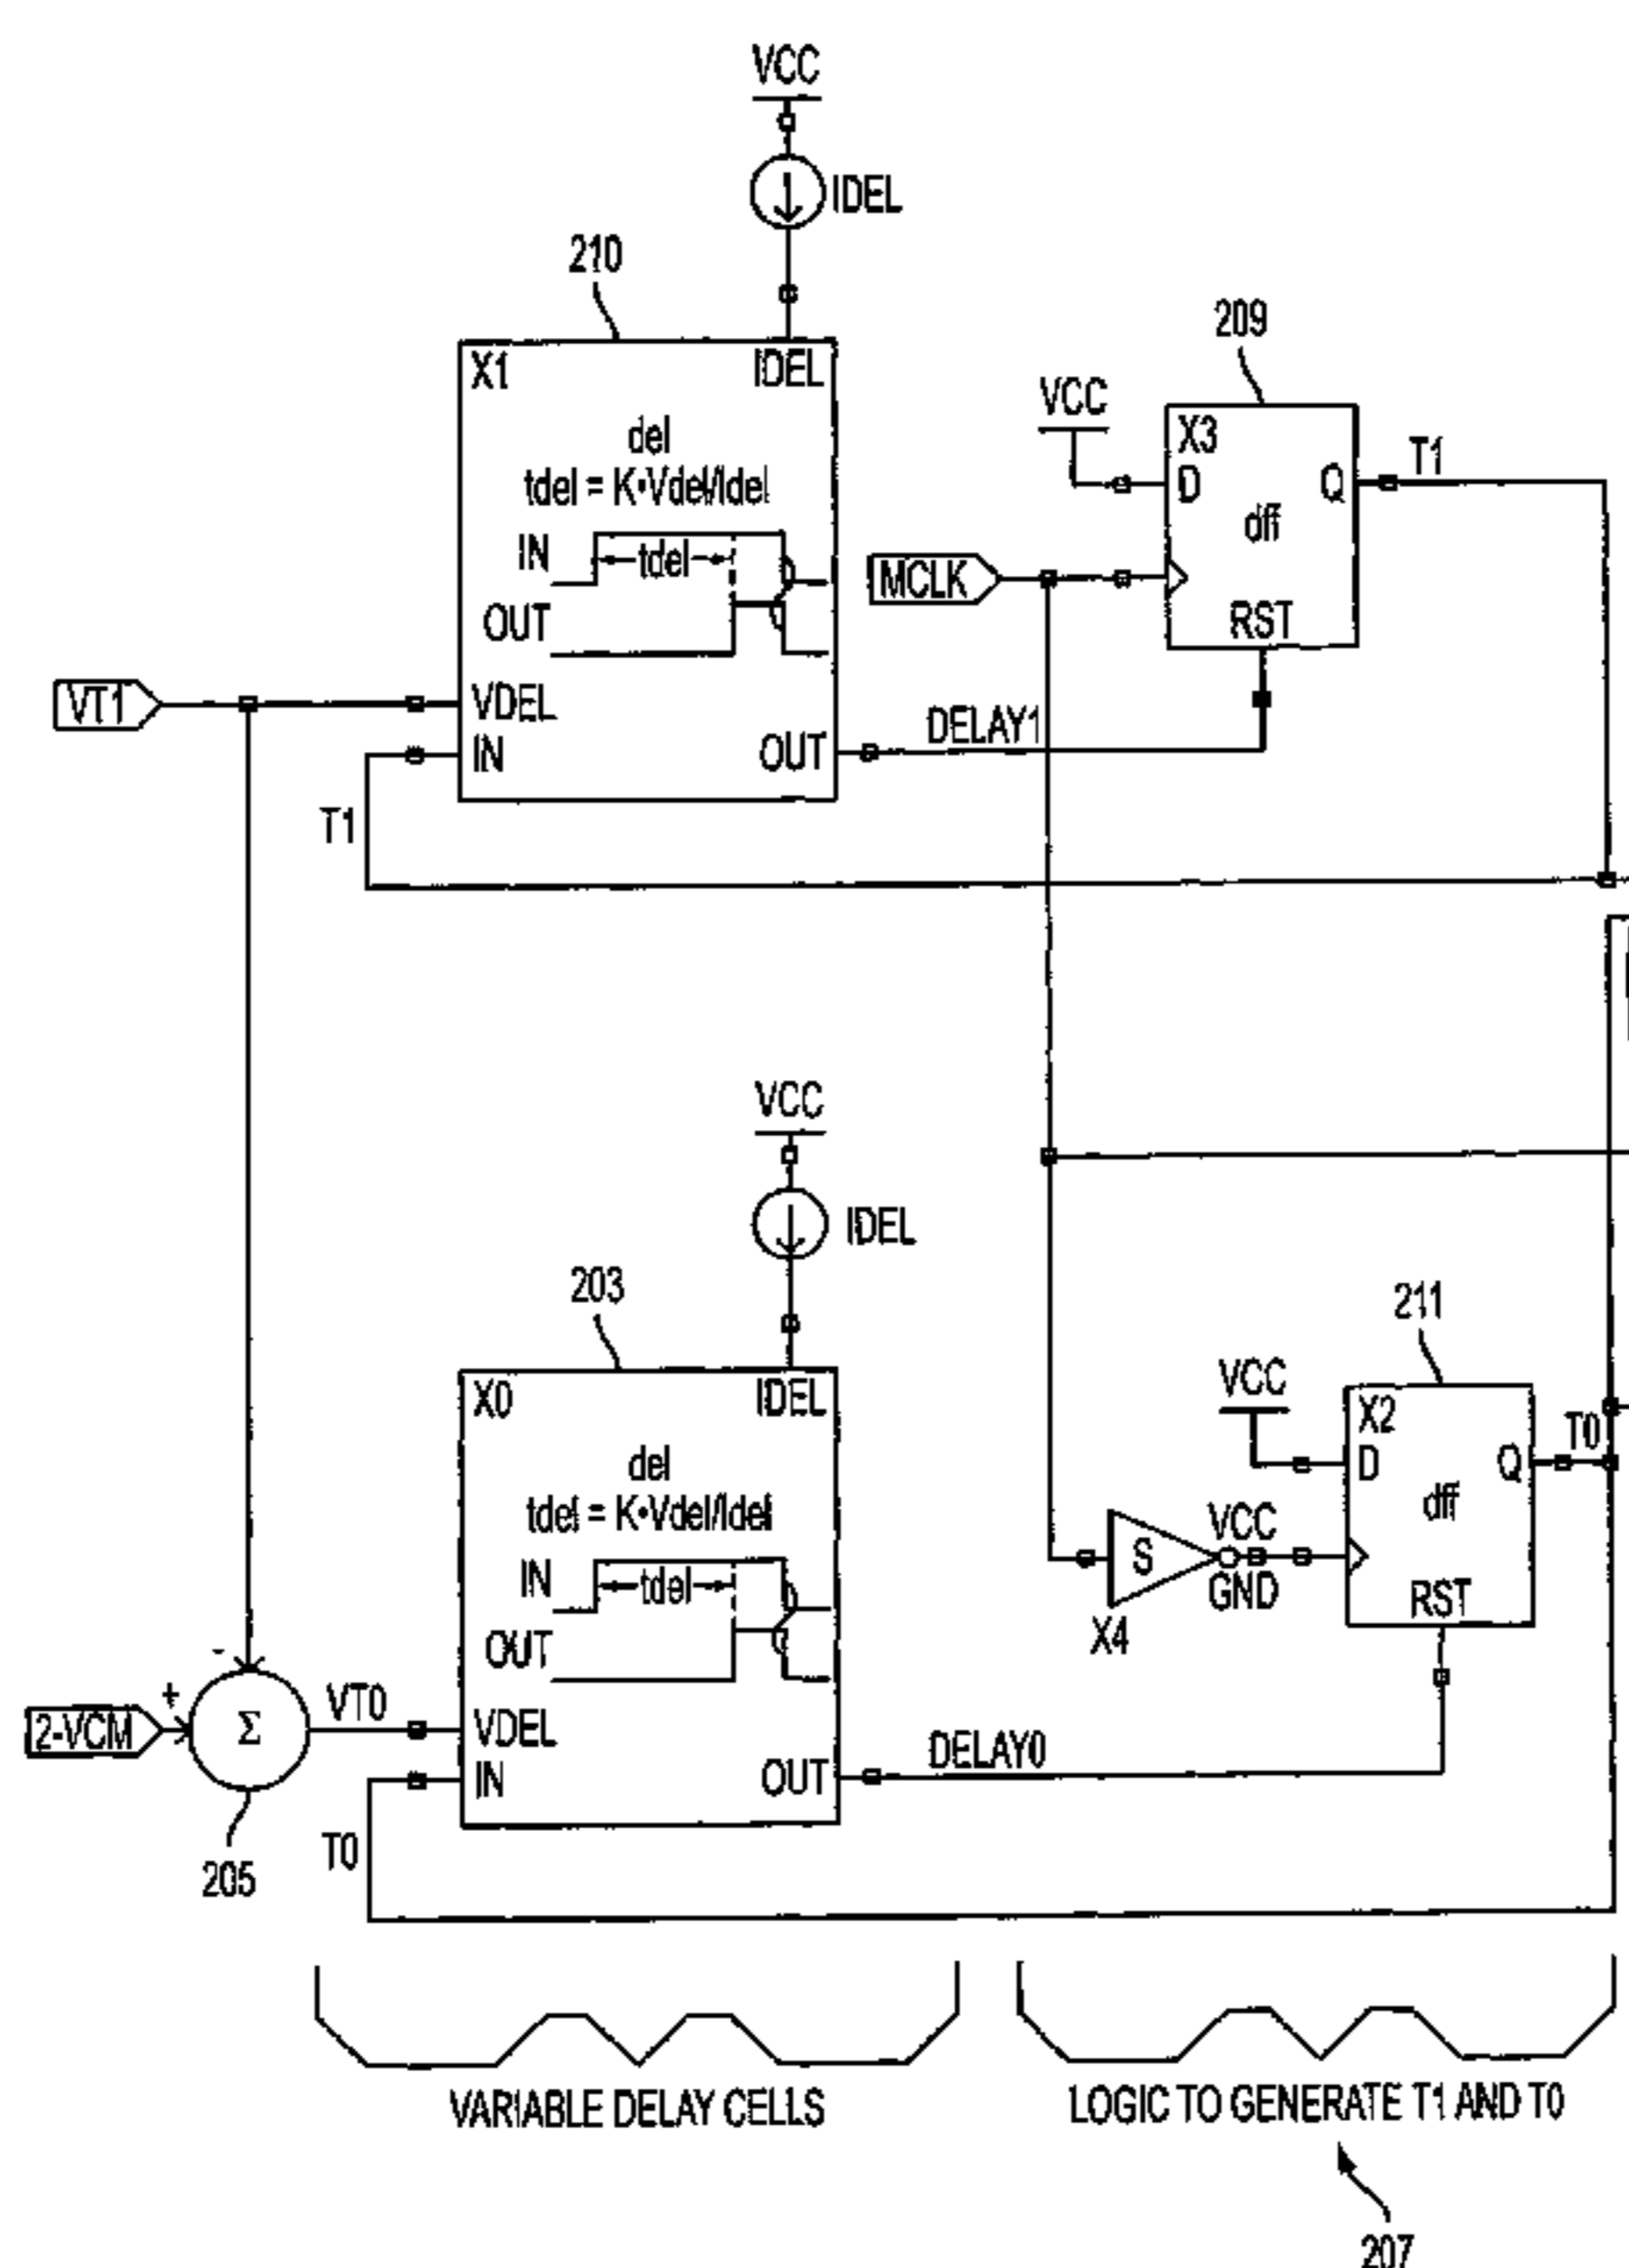 VCC
IDEL
210
X1
IDEL
del
tdel = K•Vdel/Idel
IN
tdel
OUT
VDEL
IN
OUT
VT1
T1
DELAY1
209
VCC
X3
D
Q
dff
RST
T1
MCLK
VCC
IDEL
203
X0
IDEL
del
tdel = K•Vdel/Idel
IN
tdel
OUT
VDEL
IN
OUT
-
+
2-VCM
Σ
VT0
205
T0
DELAY0
211
VCC
X2
D
Q
dff
RST
T0
S
VCC
GND
X4
VARIABLE DELAY CELLS
LOGIC TO GENERATE T1 AND T0
207